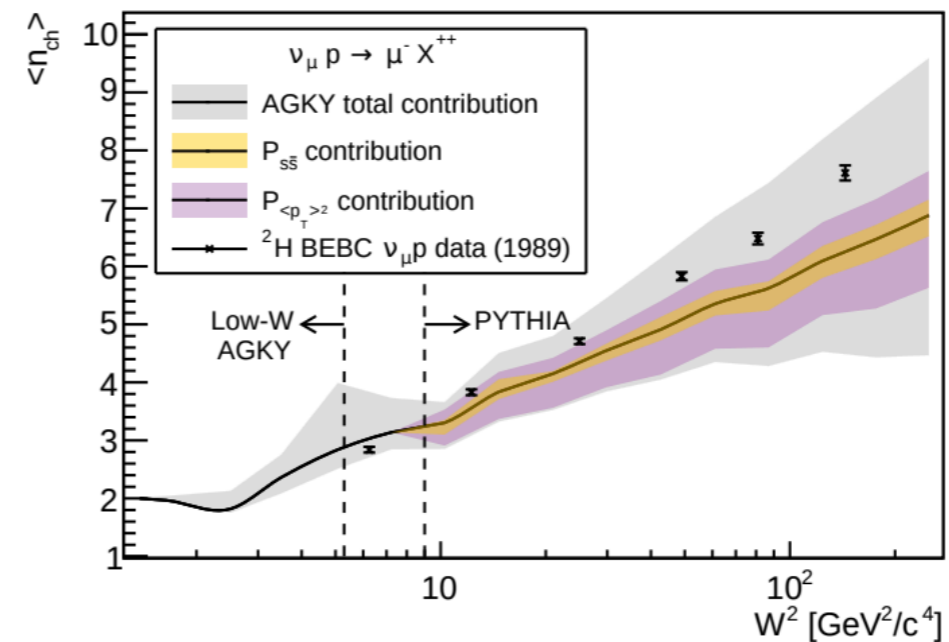 <n_ch>
10
9
8
7
6
5
4
3
2
1
ν_μ p → μ⁻ X⁺⁺
AGKY total contribution
P_ss̄ contribution
P_<p_T>² contribution
²H BEBC ν_μp data (1989)
Low-W
AGKY
PYTHIA
10
10²
W² [GeV²/c⁴]